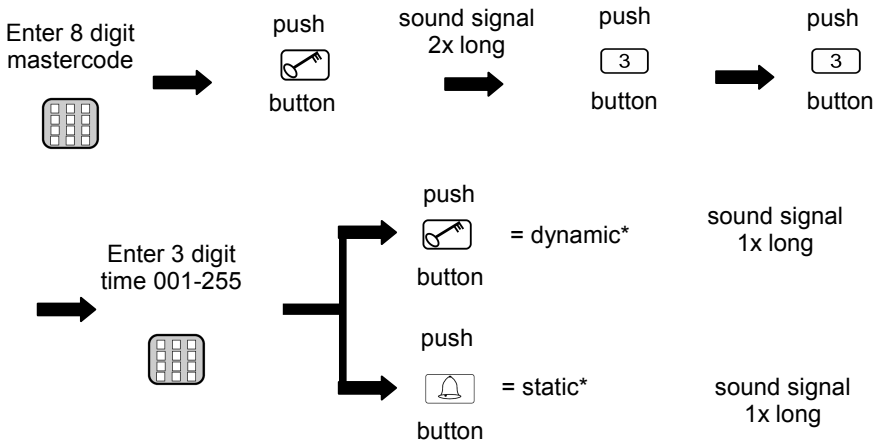 Enter 8 digit
mastercode
push
button
sound signal
2x long
push
3
button
push
3
button
Enter 3 digit
time 001-255
push
= dynamic*
button
sound signal
1x long
push
= static*
button
sound signal
1x long